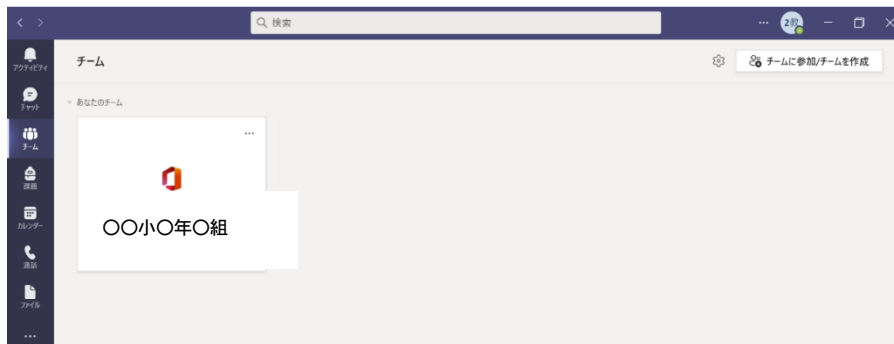 検索
2教
アクティビティ
チーム
チームに参加/チームを作成
チャット
あなたのチーム
チーム
課題
〇〇小〇年〇組
カレンダー
通話
ファイル